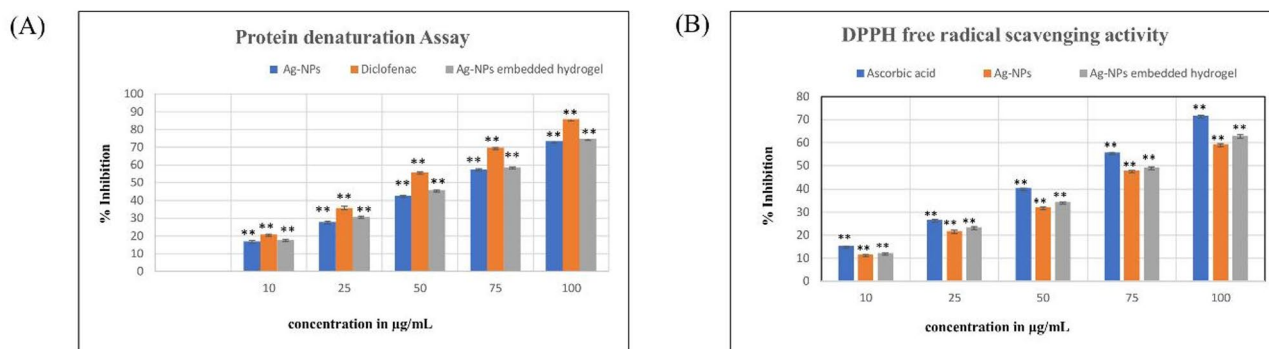 (A)
Protein denaturation Assay
Ag-NPs Diclofenac Ag-NPs embedded hydrogel
100
90
80
70
60
50
40
30
20
10
0
% Inhibition
** ** **
** ** **
** ** **
** ** **
** ** **
10 25 50 75 100
concentration in µg/mL
(B)
DPPH free radical scavenging activity
Ascorbic acid Ag-NPs Ag-NPs embedded hydrogel
80
70
60
50
40
30
20
10
0
% Inhibition
** ** **
** ** **
** ** **
** ** **
** ** **
10 25 50 75 100
concentration in µg/mL